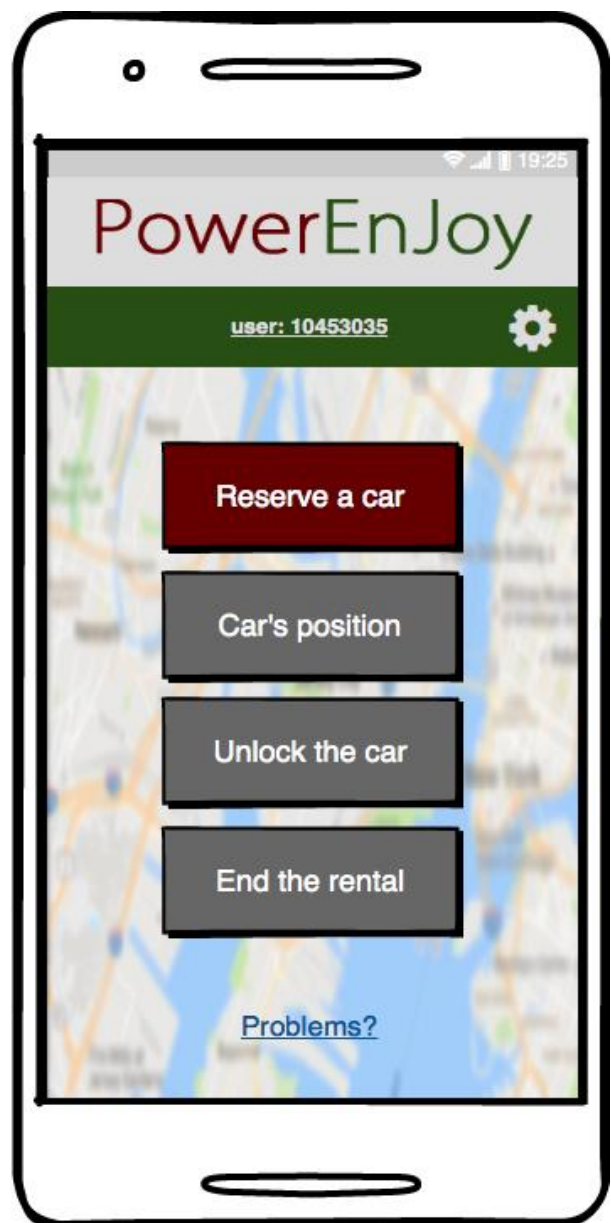 19:25
PowerEnJoy
user: 10453035
Reserve a car
Car's position
Unlock the car
End the rental
Problems?